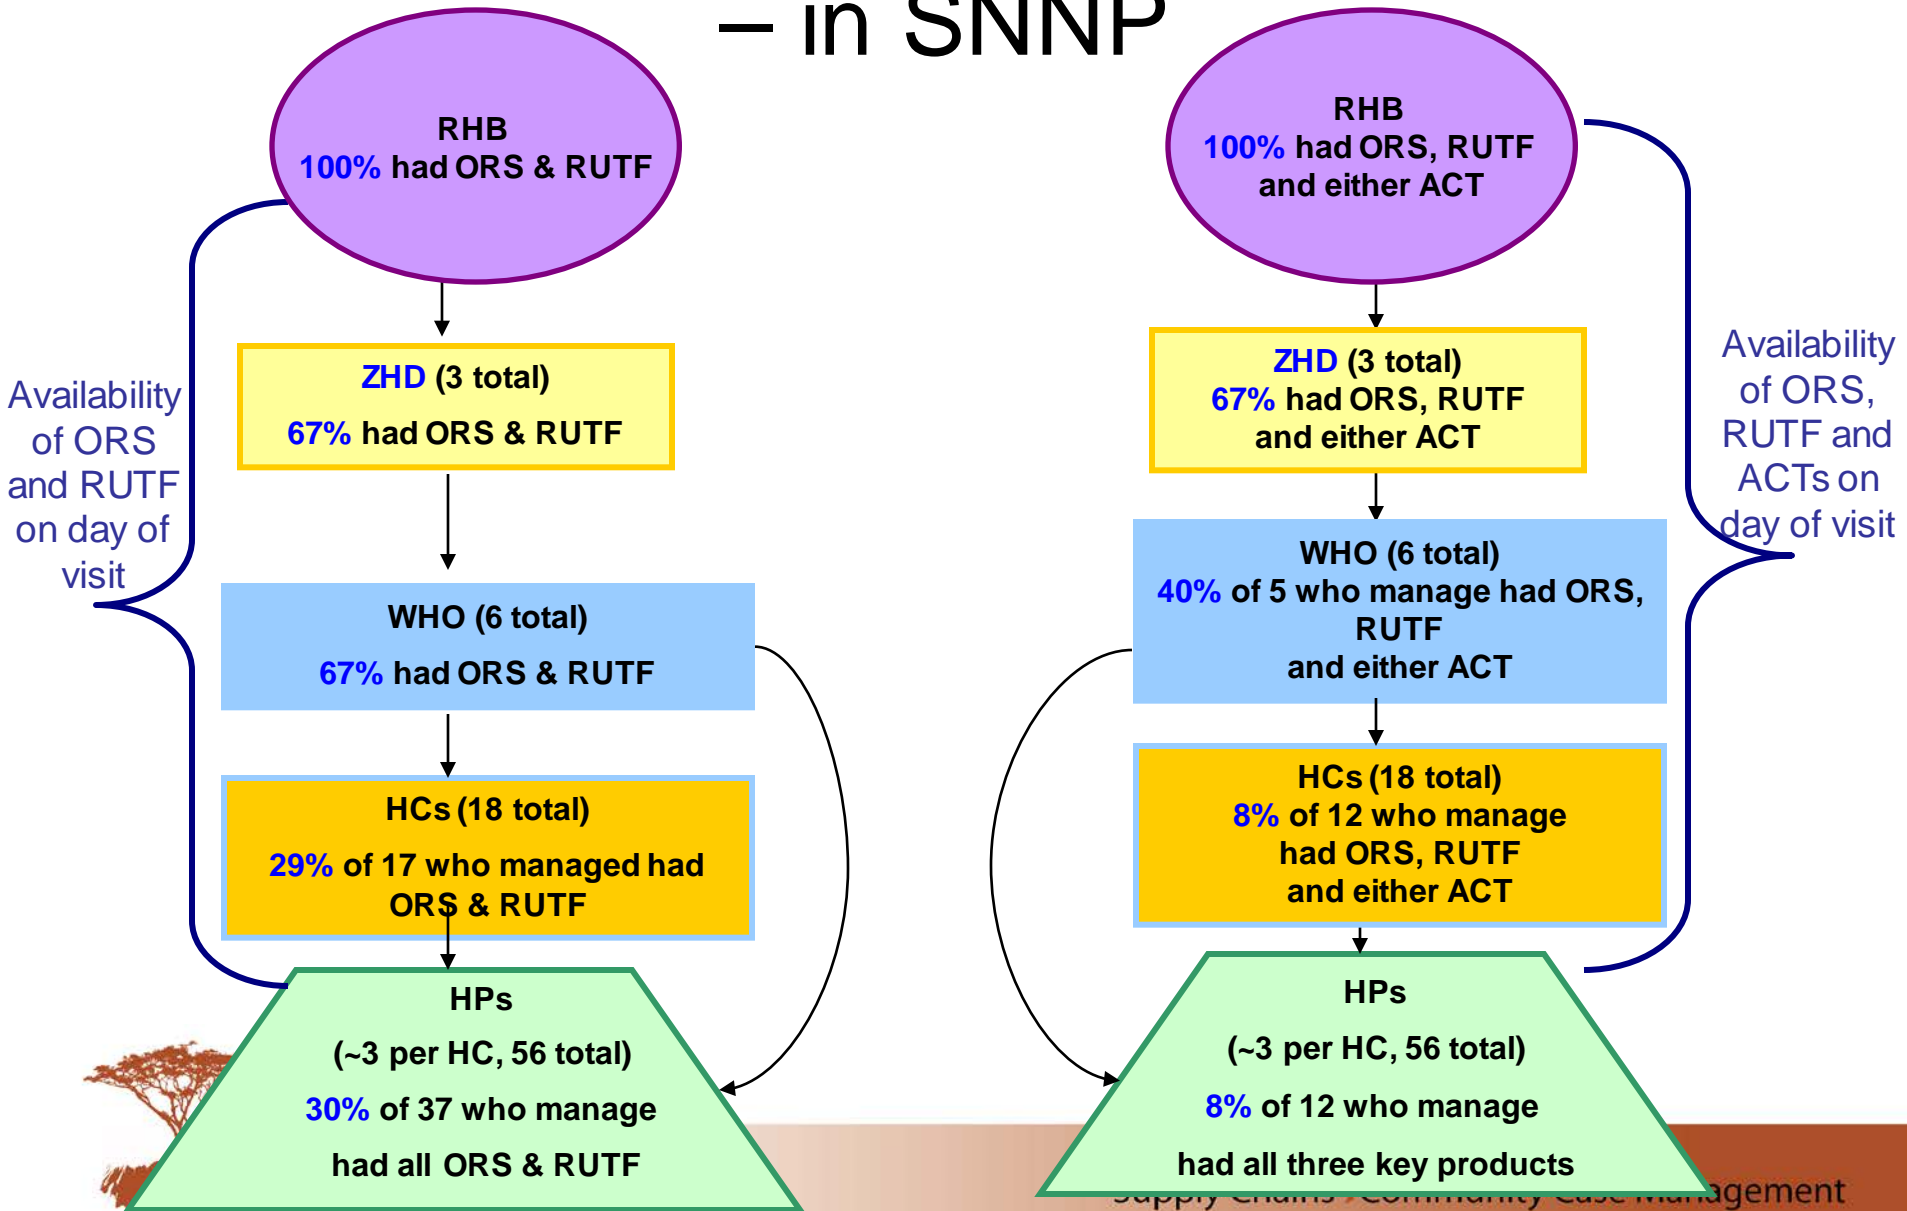 – in SNNP
Availability
of ORS
and RUTF
on day of
visit
RHB
100% had ORS & RUTF
ZHD (3 total)
67% had ORS & RUTF
WHO (6 total)
67% had ORS & RUTF
HCs (18 total)
29% of 17 who managed had
ORS & RUTF
HPs
(~3 per HC, 56 total)
30% of 37 who manage
had all ORS & RUTF
RHB
100% had ORS, RUTF
and either ACT
ZHD (3 total)
67% had ORS, RUTF
and either ACT
WHO (6 total)
40% of 5 who manage had ORS,
RUTF
and either ACT
HCs (18 total)
8% of 12 who manage
had ORS, RUTF
and either ACT
HPs
(~3 per HC, 56 total)
8% of 12 who manage
had all three key products
Availability
of ORS,
RUTF and
ACTs on
day of visit
Supply Chains Community Case Management